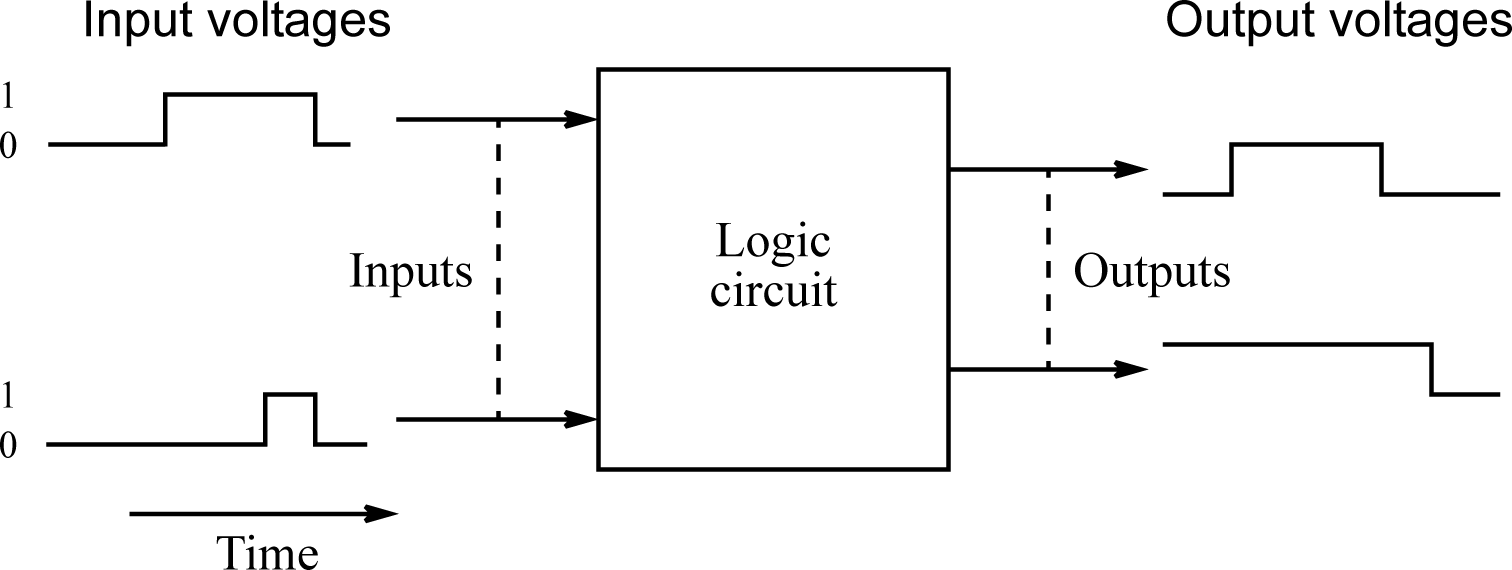 Input voltages
Output voltages
1
0
Inputs
Logic
circuit
Outputs
1
0
Time